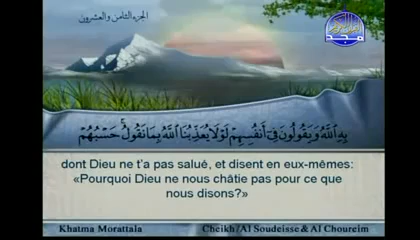 الجزء الثامن والعشرون
المجد
بِهِ اللَّهُ وَيَقُولُونَ فِي أَنفُسِهِمْ لَوْلَا يُعَذِّبُنَا اللَّهُ بِمَا نَقُولُ ۚ حَسْبُهُمْ
dont Dieu ne t'a pas salué, et disent en eux-mêmes:
«Pourquoi Dieu ne nous châtie pas pour ce que
nous disons?»
Khatma Morattala
Cheikh/Al Soudeisse & Al Choureim